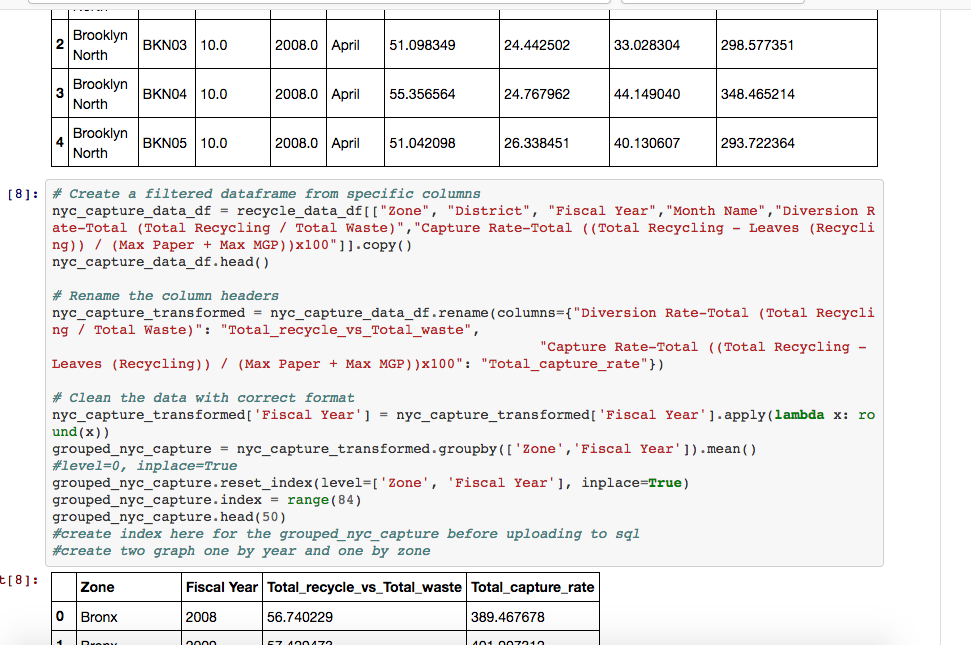 2 Brooklyn North BKN03 10.0 2008.0 April 51.098349 24.442502 33.028304 298.577351
3 Brooklyn North BKN04 10.0 2008.0 April 55.356564 24.767962 44.149040 348.465214
4 Brooklyn North BKN05 10.0 2008.0 April 51.042098 26.338451 40.130607 293.722364
[8]: # Create a filtered dataframe from specific columns
nyc_capture_data_df = recycle_data_df[["Zone", "District", "Fiscal Year","Month Name","Diversion R
ate-Total (Total Recycling / Total Waste)","Capture Rate-Total ((Total Recycling - Leaves (Recycli
ng)) / (Max Paper + Max MGP))x100"]].copy()
nyc_capture_data_df.head()
# Rename the column headers
nyc_capture_transformed = nyc_capture_data_df.rename(columns={"Diversion Rate-Total (Total Recycli
ng / Total Waste)": "Total_recycle_vs_Total_waste",
"Capture Rate-Total ((Total Recycling -
Leaves (Recycling)) / (Max Paper + Max MGP))x100": "Total_capture_rate"})
# Clean the data with correct format
nyc_capture_transformed['Fiscal Year'] = nyc_capture_transformed['Fiscal Year'].apply(lambda x: ro
und(x))
grouped_nyc_capture = nyc_capture_transformed.groupby(['Zone','Fiscal Year']).mean()
#level=0, inplace=True
grouped_nyc_capture.reset_index(level=['Zone', 'Fiscal Year'], inplace=True)
grouped_nyc_capture.index = range(84)
grouped_nyc_capture.head(50)
#create index here for the grouped_nyc_capture before uploading to sql
#create two graph one by year and one by zone
t[8]: Zone Fiscal Year Total_recycle_vs_Total_waste Total_capture_rate
0 Bronx 2008 56.740229 389.467678
1 Bronx 2009